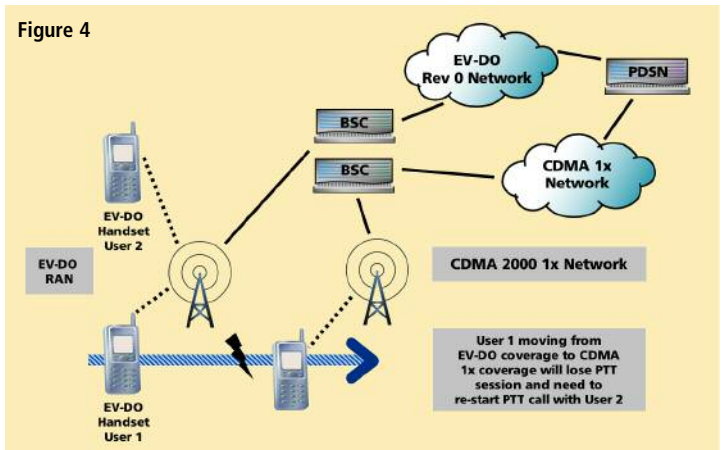 Figure 4
EV-DO
Rev 0 Network
PDSN
BSC
BSC
CDMA 1x
Network
EV-DO
Handset
User 2
EV-DO
RAN
CDMA 2000 1x Network
User 1 moving from
EV-DO coverage to CDMA
1x coverage will lose PTT
session and need to
re-start PTT call with User 2
EV-DO
Handset
User 1